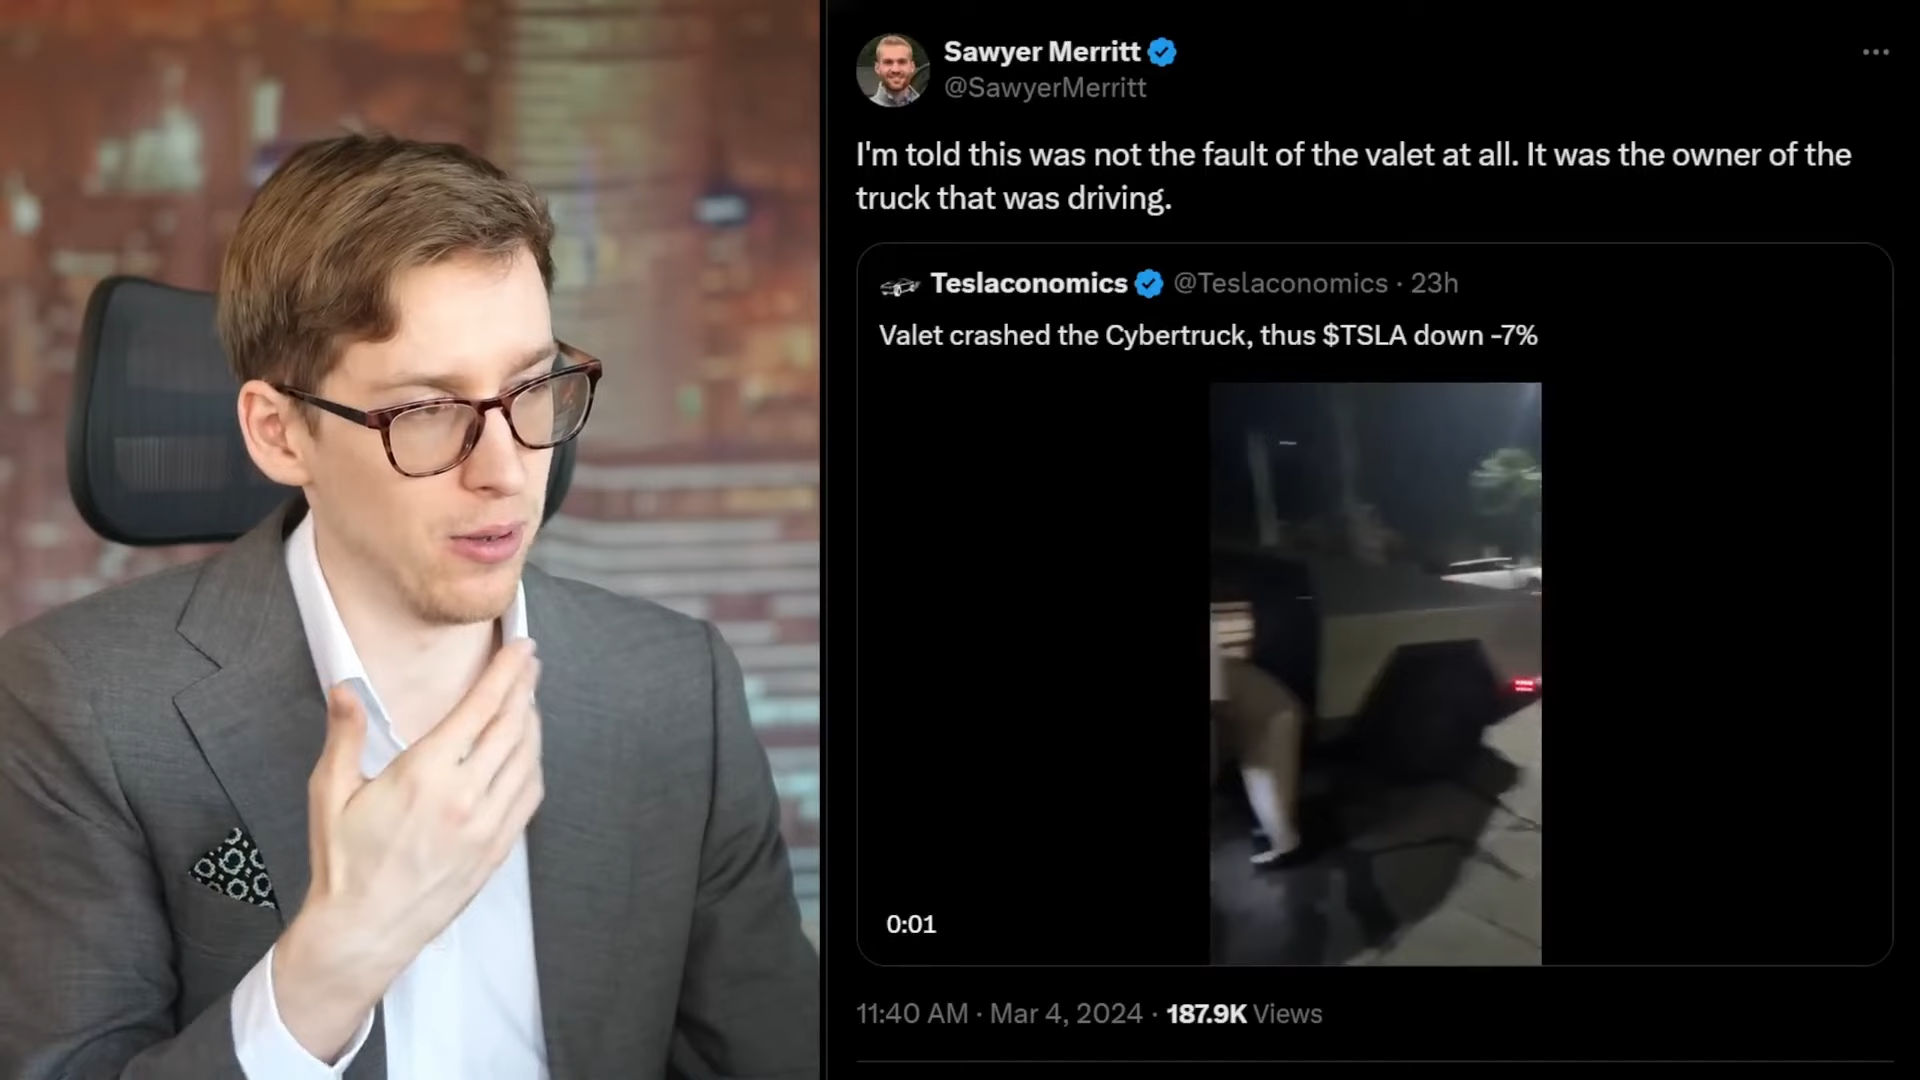 Sawyer Merritt
@SawyerMerritt
I'm told this was not the fault of the valet at all. It was the owner of the
truck that was driving.
Teslaconomics @Teslaconomics · 23h
Valet crashed the Cybertruck, thus $TSLA down -7%
0:01
11:40 AM · Mar 4, 2024 · 187.9K Views